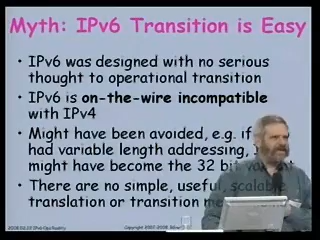 Myth: IPv6 Transition is Easy
• IPv6 was designed with no serious
thought to operational transition
• IPv6 is on-the-wire incompatible
with IPv4
• Might have been avoided, e.g. if
had variable length addressing,
might have become the 32 bit
• There are no simple, useful, scalable
translation or transition